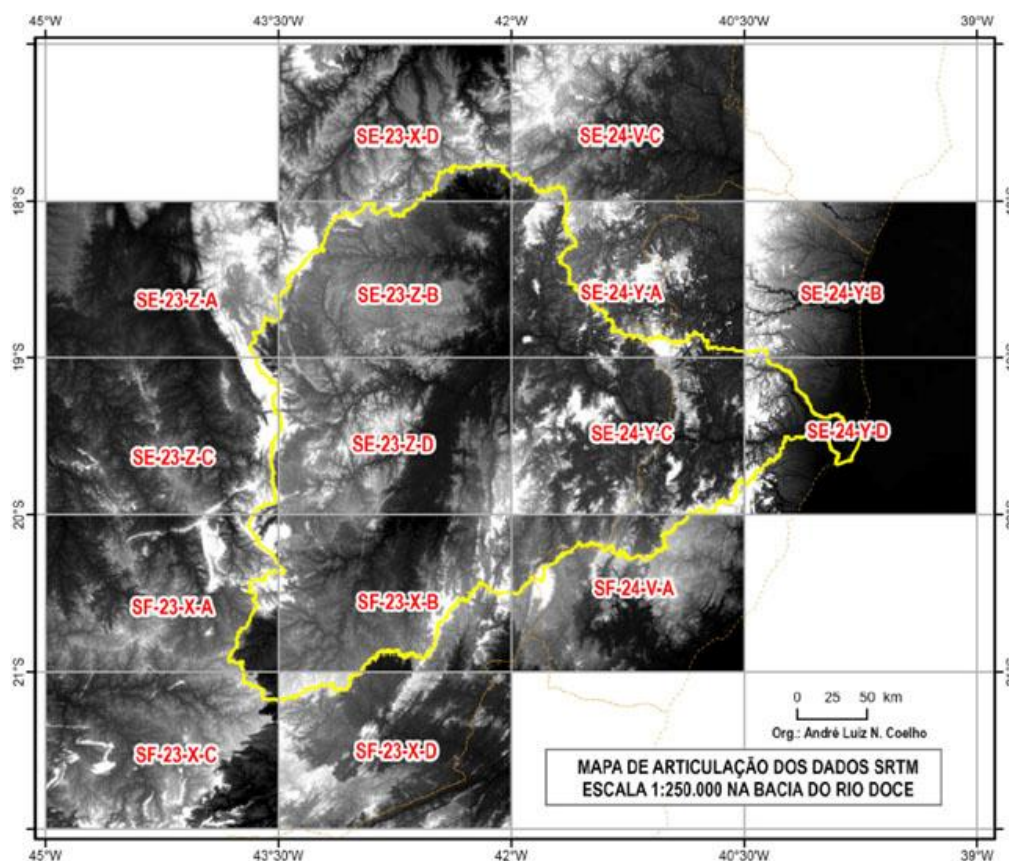 45°W 43°30'W 42°W 40°30'W 39°W
SE-23-X-D SE-24-V-C
18°S
SE-23-Z-A SE-23-Z-B SE-24-Y-A SE-24-Y-B
19°S
SE-23-Z-C SE-23-Z-D SE-24-Y-C SE-24-Y-D
20°S
SF-23-X-A SF-23-X-B SF-24-V-A
21°S
0 25 50 km
Org.: André Luiz N. Coelho
SF-23-X-C SF-23-X-D
MAPA DE ARTICULAÇÃO DOS DADOS SRTM
ESCALA 1:250.000 NA BACIA DO RIO DOCE
45°W 43°30'W 42°W 40°30'W 39°W